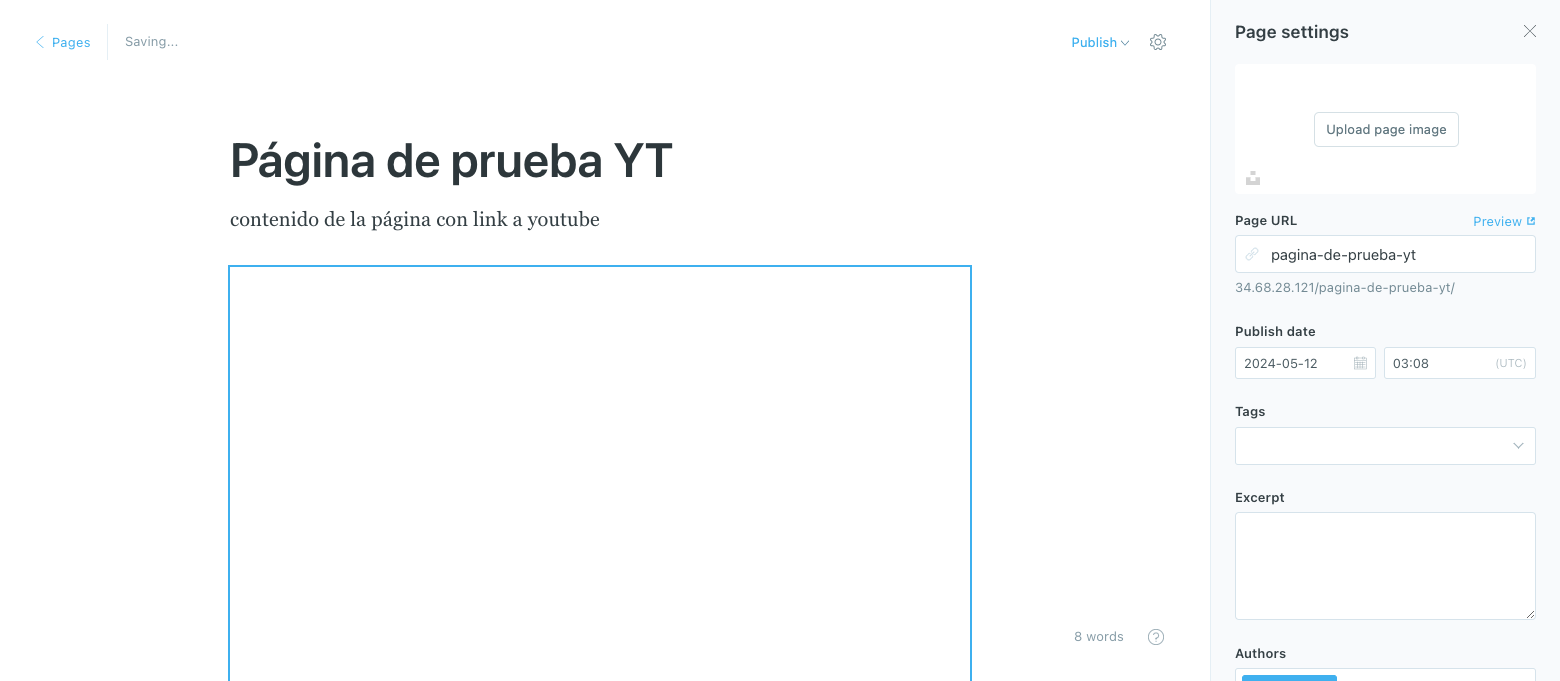 Pages
Saving...
Publish
Página de prueba YT
contenido de la página con link a youtube
8 words
?
Page settings
Upload page image
Page URL
Preview
pagina-de-prueba-yt
34.68.28.121/pagina-de-prueba-yt/
Publish date
2024-05-12
03:08
(UTC)
Tags
Excerpt
Authors